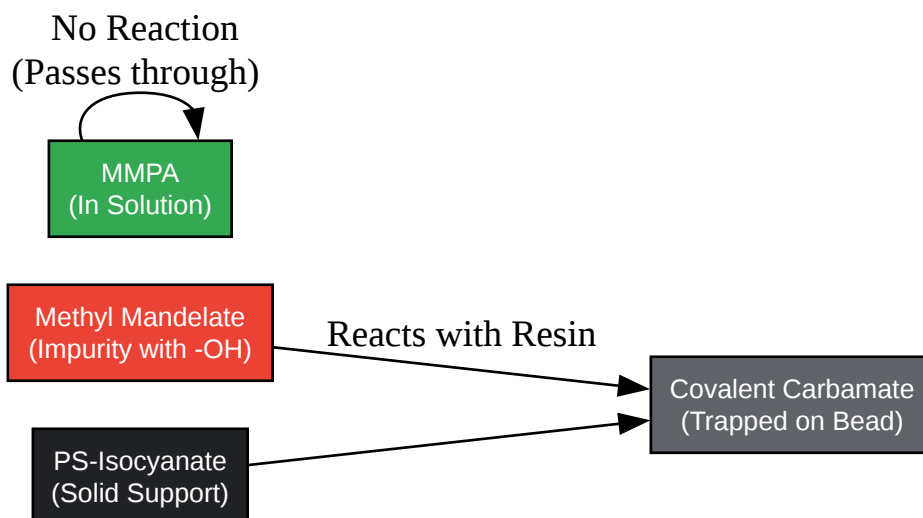 No Reaction
(Passes through)
MMPA
(In Solution)
Methyl Mandelate
(Impurity with -OH)
Reacts with Resin
Covalent Carbamate
(Trapped on Bead)
PS-Isocyanate
(Solid Support)